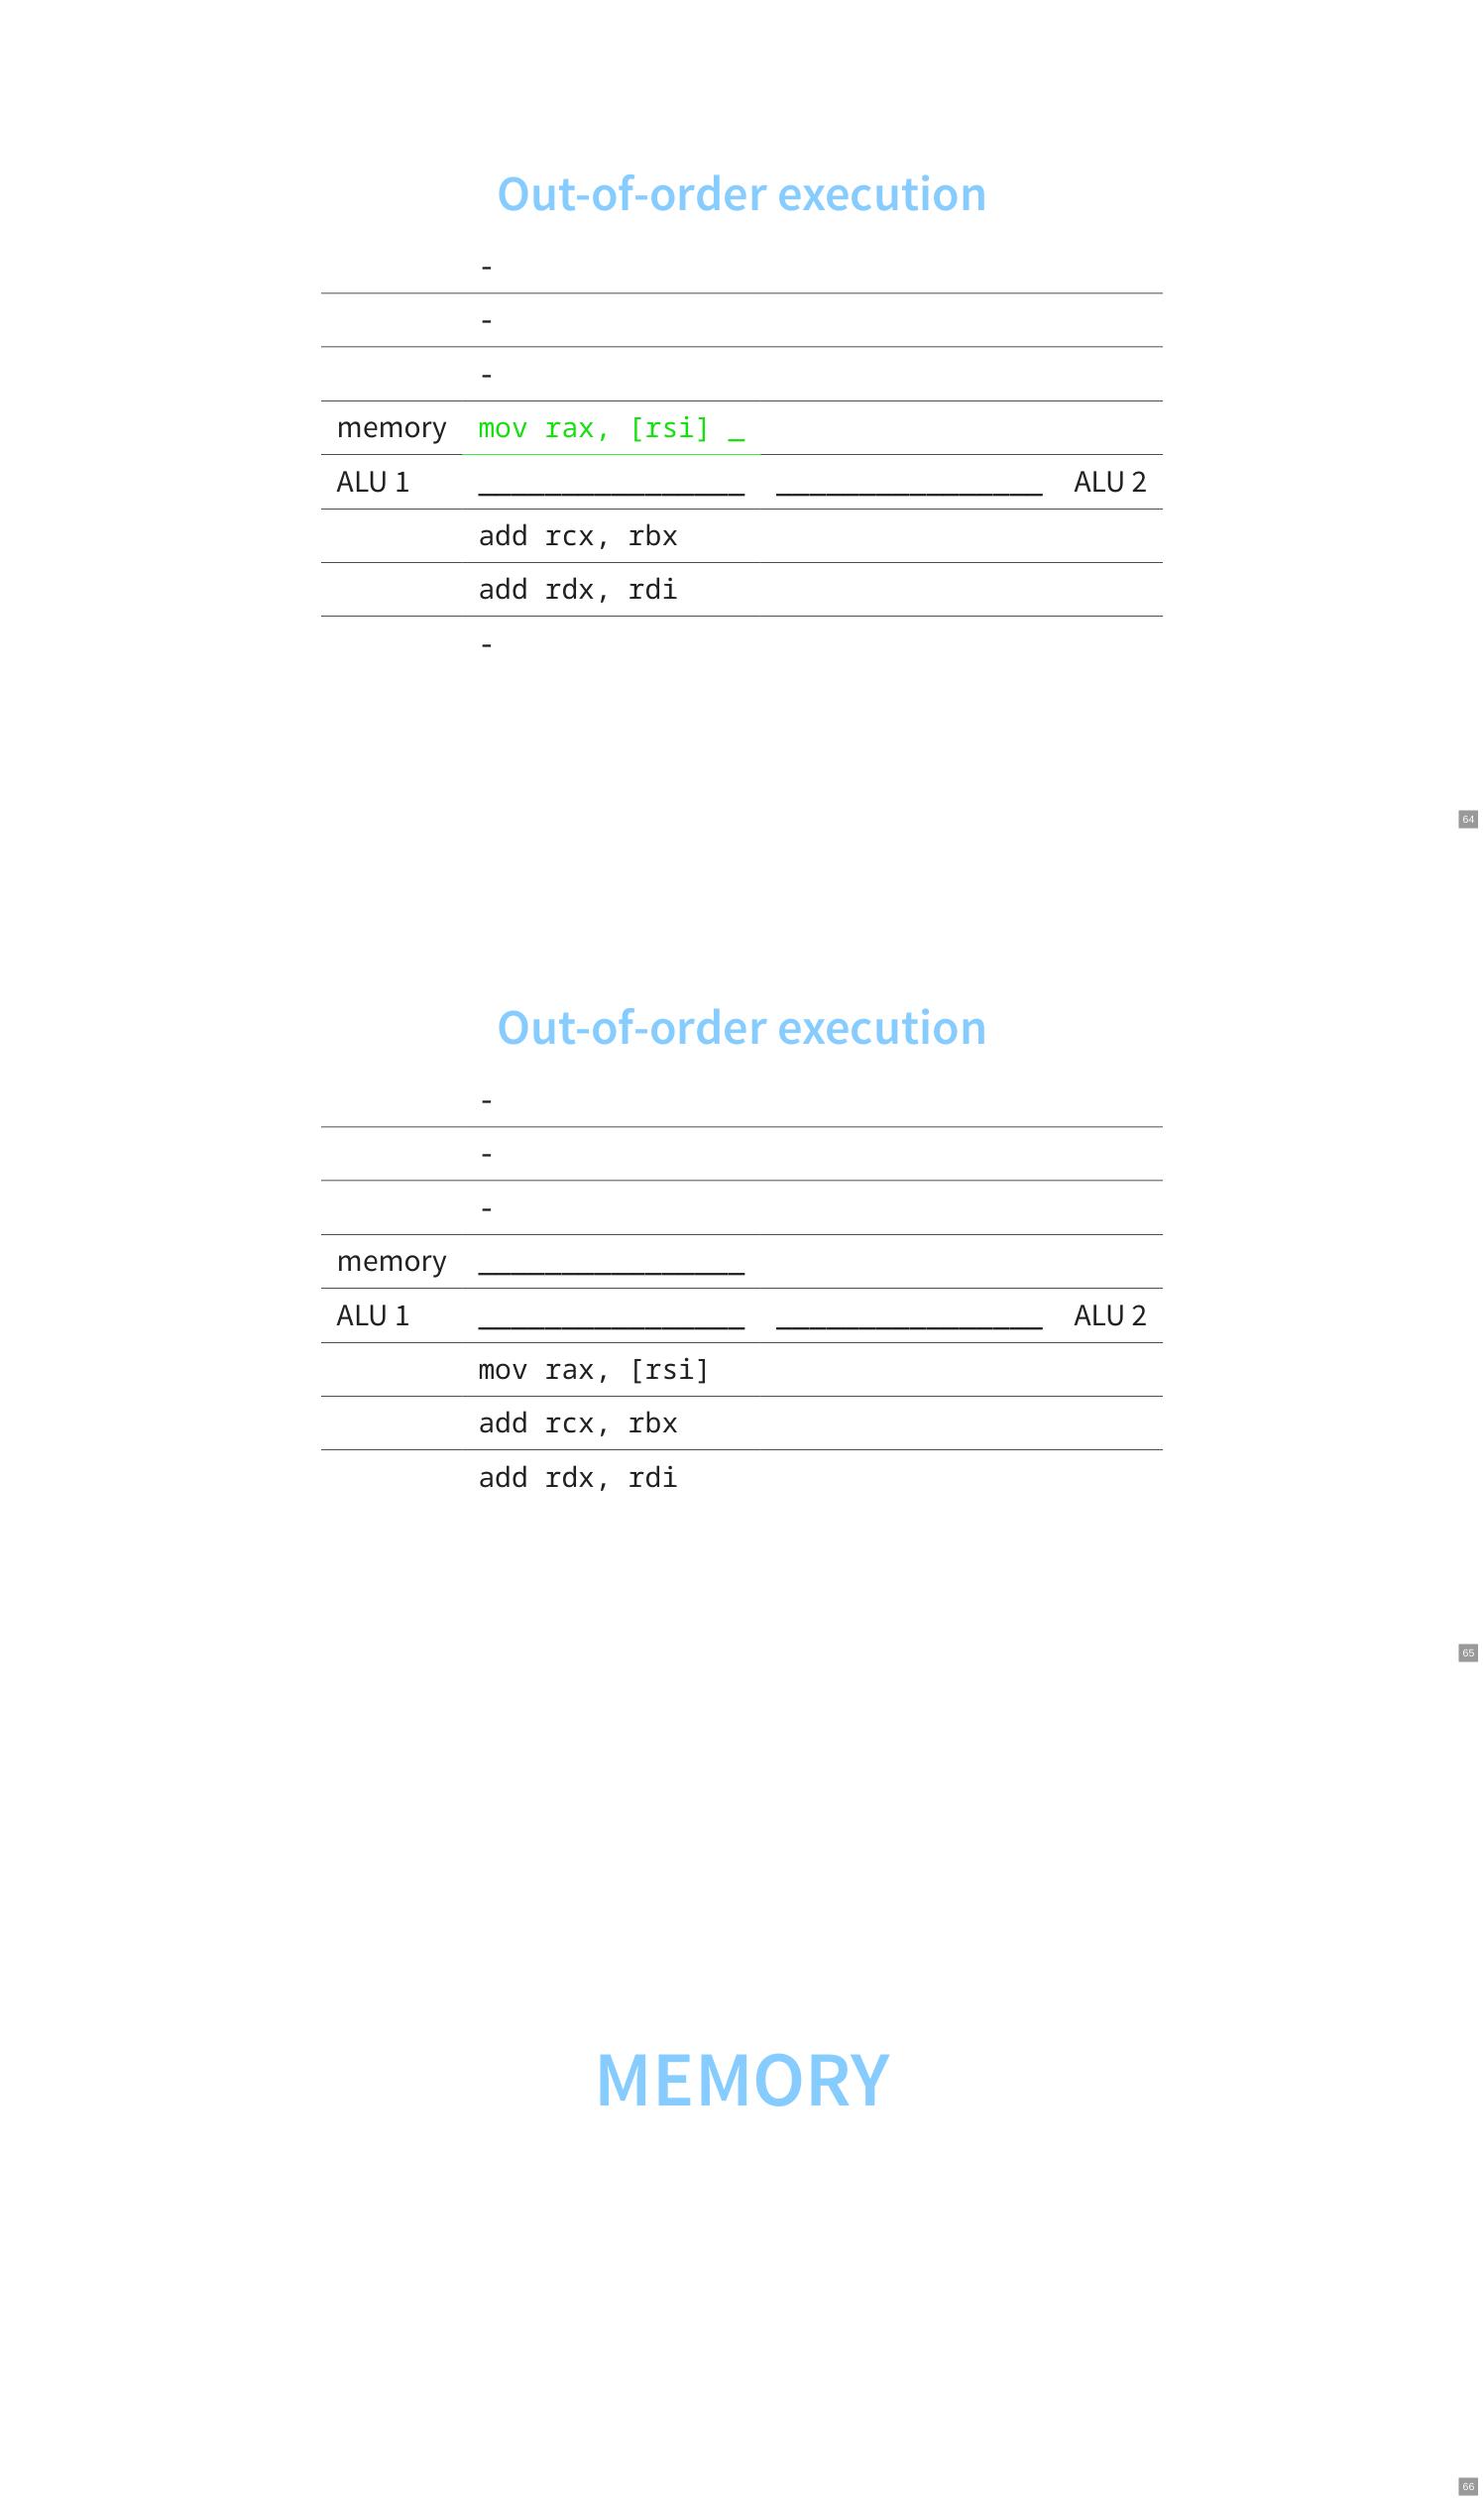 Out-of-order execution
-
-
-
memory mov rax, [rsi] _
ALU 1 ________________ ________________ ALU 2
add rcx, rbx
add rdx, rdi
-
64
Out-of-order execution
-
-
-
memory ________________
ALU 1 ________________ ________________ ALU 2
mov rax, [rsi]
add rcx, rbx
add rdx, rdi
65
MEMORY
66